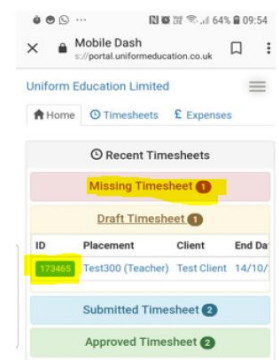 64% 09:54
Mobile Dash
s://portal.uniformeducation.co.uk
Uniform Education Limited
Home Timesheets £ Expenses
Recent Timesheets
Missing Timesheet 1
Draft Timesheet 1
ID Placement Client End Da
173465 Test300 (Teacher) Test Client 14/10/
Submitted Timesheet 2
Approved Timesheet 2